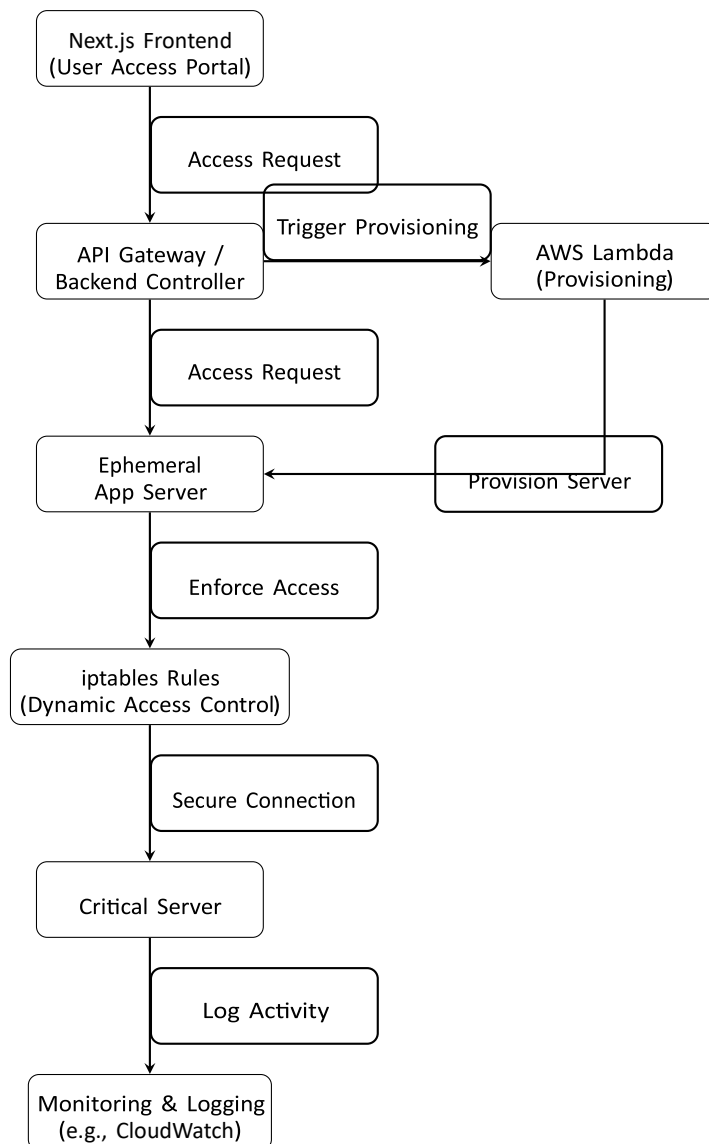 Next.js Frontend
(User Access Portal)
Access Request
Trigger Provisioning
API Gateway /
Backend Controller
AWS Lambda
(Provisioning)
Access Request
Ephemeral
App Server
Provision Server
Enforce Access
iptables Rules
(Dynamic Access Control)
Secure Connection
Critical Server
Log Activity
Monitoring & Logging
(e.g., CloudWatch)